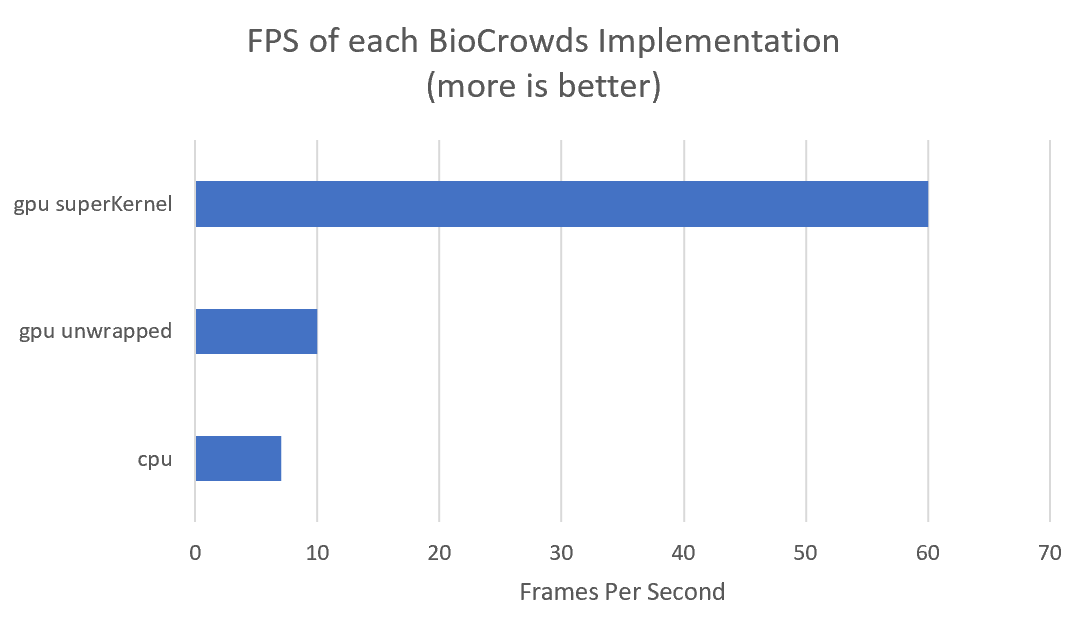 FPS of each BioCrowds Implementation
(more is better)
gpu superKernel
gpu unwrapped
cpu
0 10 20 30 40 50 60 70
Frames Per Second